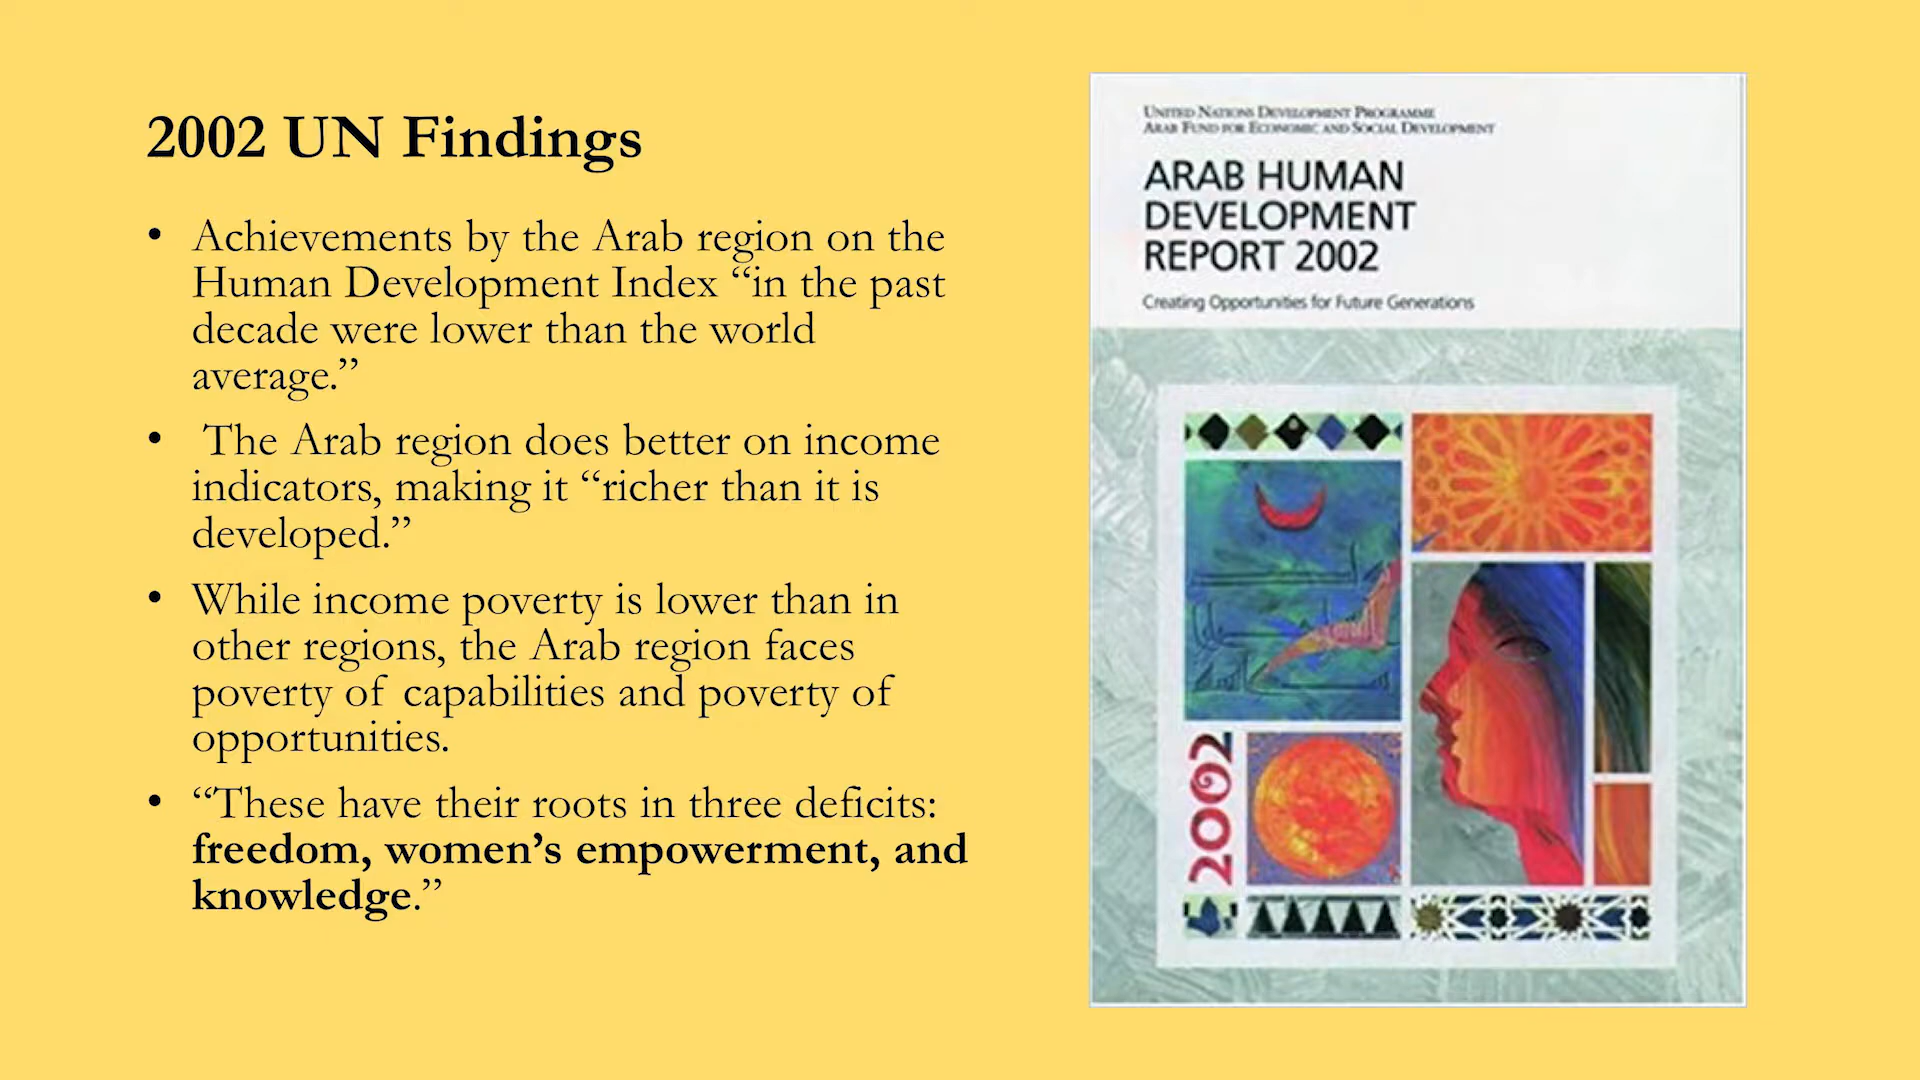 2002 UN Findings
• Achievements by the Arab region on the
Human Development Index “in the past
decade were lower than the world
average.”
• The Arab region does better on income
indicators, making it “richer than it is
developed.”
• While income poverty is lower than in
other regions, the Arab region faces
poverty of capabilities and poverty of
opportunities.
• “These have their roots in three deficits:
freedom, women’s empowerment, and
knowledge.”
UNITED NATIONS DEVELOPMENT PROGRAMME
ARAB FUND FOR ECONOMIC AND SOCIAL DEVELOPMENT
ARAB HUMAN
DEVELOPMENT
REPORT 2002
Creating Opportunities for Future Generations
2002